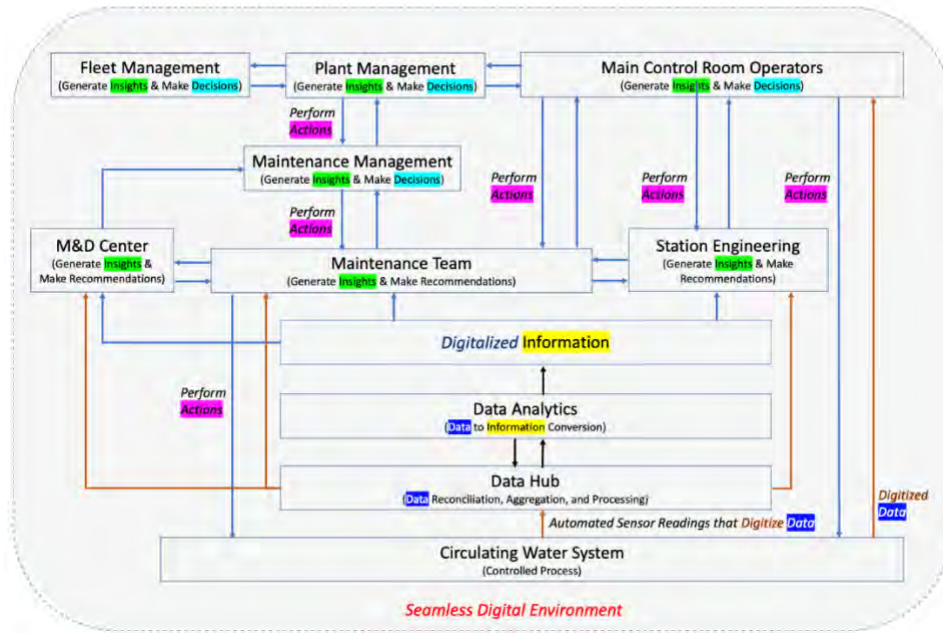 Fleet Management
(Generate Insights & Make Decisions)
Plant Management
(Generate Insights & Make Decisions)
Main Control Room Operators
(Generate Insights & Make Decisions)
Perform
Actions
Maintenance Management
(Generate Insights & Make Decisions)
Perform
Actions
Perform
Actions
Perform
Actions
Perform
Actions
M&D Center
(Generate Insights &
Make Recommendations)
Maintenance Team
(Generate Insights & Make Recommendations)
Station Engineering
(Generate Insights & Make
Recommendations)
Digitalized Information
Perform
Actions
Data Analytics
(Data to Information Conversion)
Data Hub
(Data Reconciliation, Aggregation, and Processing)
Automated Sensor Readings that Digitize Data
Digitized
Data
Circulating Water System
(Controlled Process)
Seamless Digital Environment